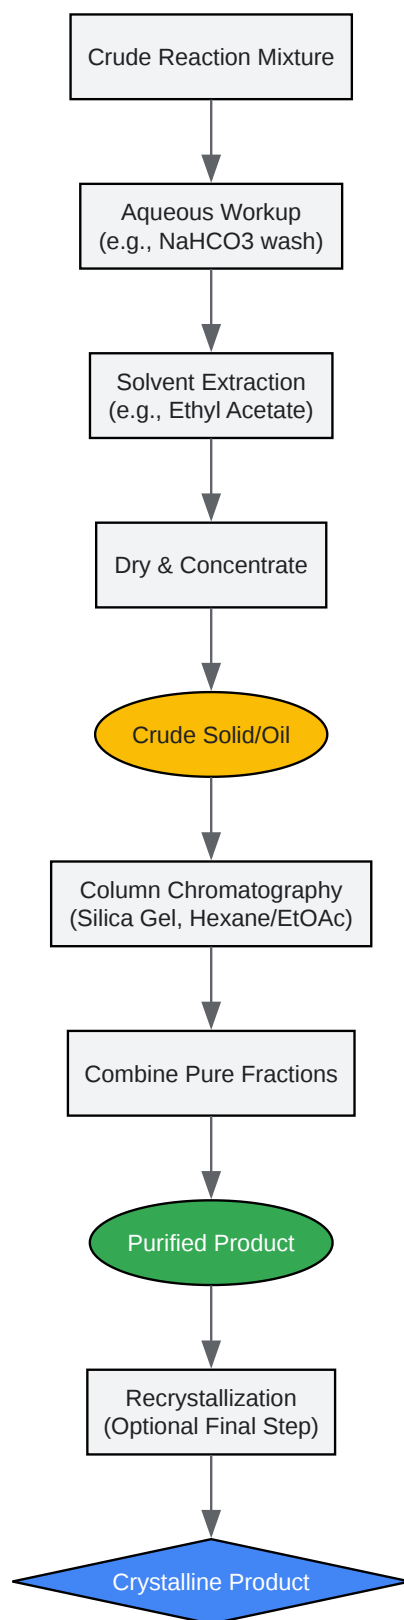 Crude Reaction Mixture
Aqueous Workup
(e.g., NaHCO3 wash)
Solvent Extraction
(e.g., Ethyl Acetate)
Dry & Concentrate
Crude Solid/Oil
Column Chromatography
(Silica Gel, Hexane/EtOAc)
Combine Pure Fractions
Purified Product
Recrystallization
(Optional Final Step)
Crystalline Product